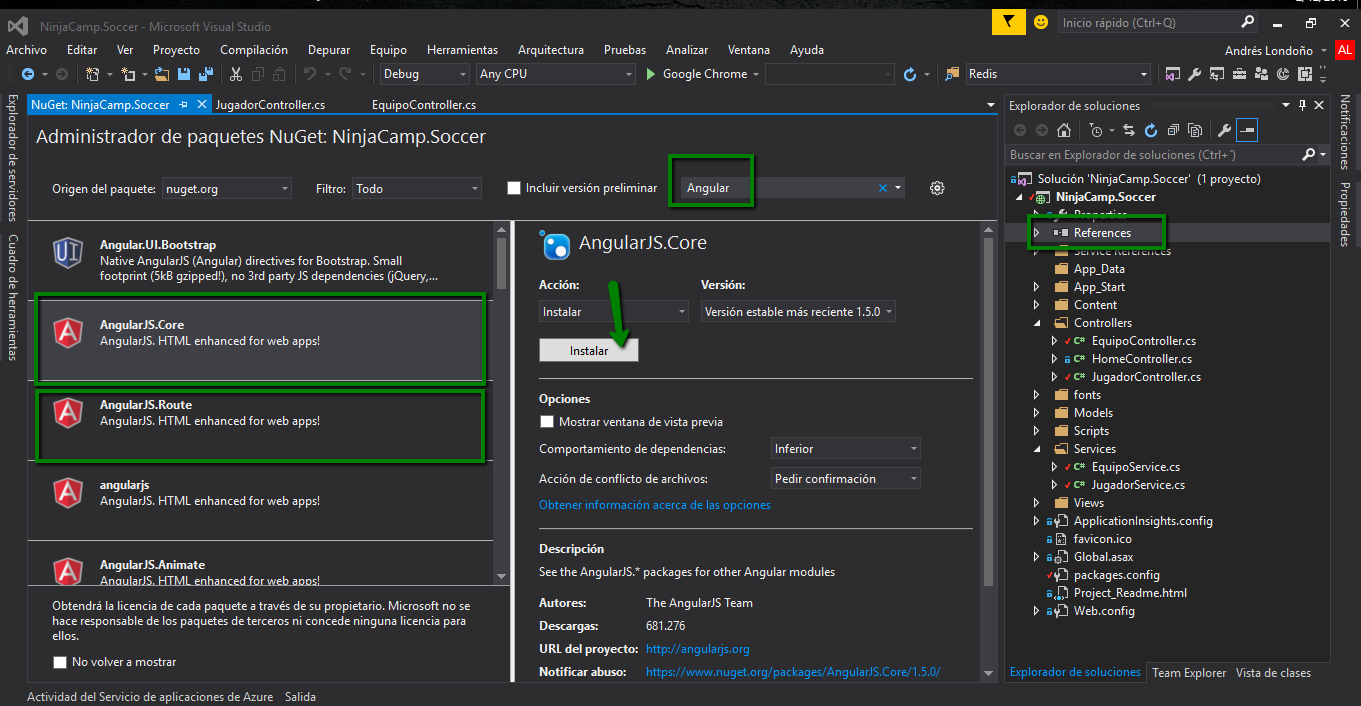 NinjaCamp.Soccer - Microsoft Visual Studio
Inicio rápido (Ctrl+Q)
Archivo Editar Ver Proyecto Compilación Depurar Equipo Herramientas Arquitectura Pruebas Analizar Ventana Ayuda
Andrés Londoño AL
Debug Any CPU Google Chrome Redis
Explorador de servidores
Cuadro de herramientas
NuGet: NinjaCamp.Soccer JugadorController.cs EquipoController.cs
Administrador de paquetes NuGet: NinjaCamp.Soccer
Origen del paquete: nuget.org Filtro: Todo Incluir versión preliminar Angular
Angular.UI.Bootstrap
Native AngularJS (Angular) directives for Bootstrap. Small
footprint (5kB gzipped!), no 3rd party JS dependencies (jQuery,...
AngularJS.Core
AngularJS. HTML enhanced for web apps!
AngularJS.Route
AngularJS. HTML enhanced for web apps!
angularjs
AngularJS. HTML enhanced for web apps!
AngularJS.Animate
AngularJS. HTML enhanced for web apps!
Obtendrá la licencia de cada paquete a través de su propietario. Microsoft no se
hace responsable de los paquetes de terceros ni concede ninguna licencia para
ellos.
No volver a mostrar
AngularJS.Core
Acción: Versión:
Instalar Versión estable más reciente 1.5.0
Instalar
Opciones
Mostrar ventana de vista previa
Comportamiento de dependencias: Inferior
Acción de conflicto de archivos: Pedir confirmación
Obtener información acerca de las opciones
Descripción
See the AngularJS.* packages for other Angular modules
Autores: The AngularJS Team
Descargas: 681.276
URL del proyecto: http://angularjs.org
Notificar abuso: https://www.nuget.org/packages/AngularJS.Core/1.5.0/
Explorador de soluciones
Buscar en Explorador de soluciones (Ctrl+´)
Solución 'NinjaCamp.Soccer' (1 proyecto)
NinjaCamp.Soccer
Properties
References
Service References
App_Data
App_Start
Content
Controllers
EquipoController.cs
HomeController.cs
JugadorController.cs
fonts
Models
Scripts
Services
EquipoService.cs
JugadorService.cs
Views
ApplicationInsights.config
favicon.ico
Global.asax
packages.config
Project_Readme.html
Web.config
Explorador de soluciones Team Explorer Vista de clases
Notificaciones
Propiedades
Actividad del Servicio de aplicaciones de Azure Salida